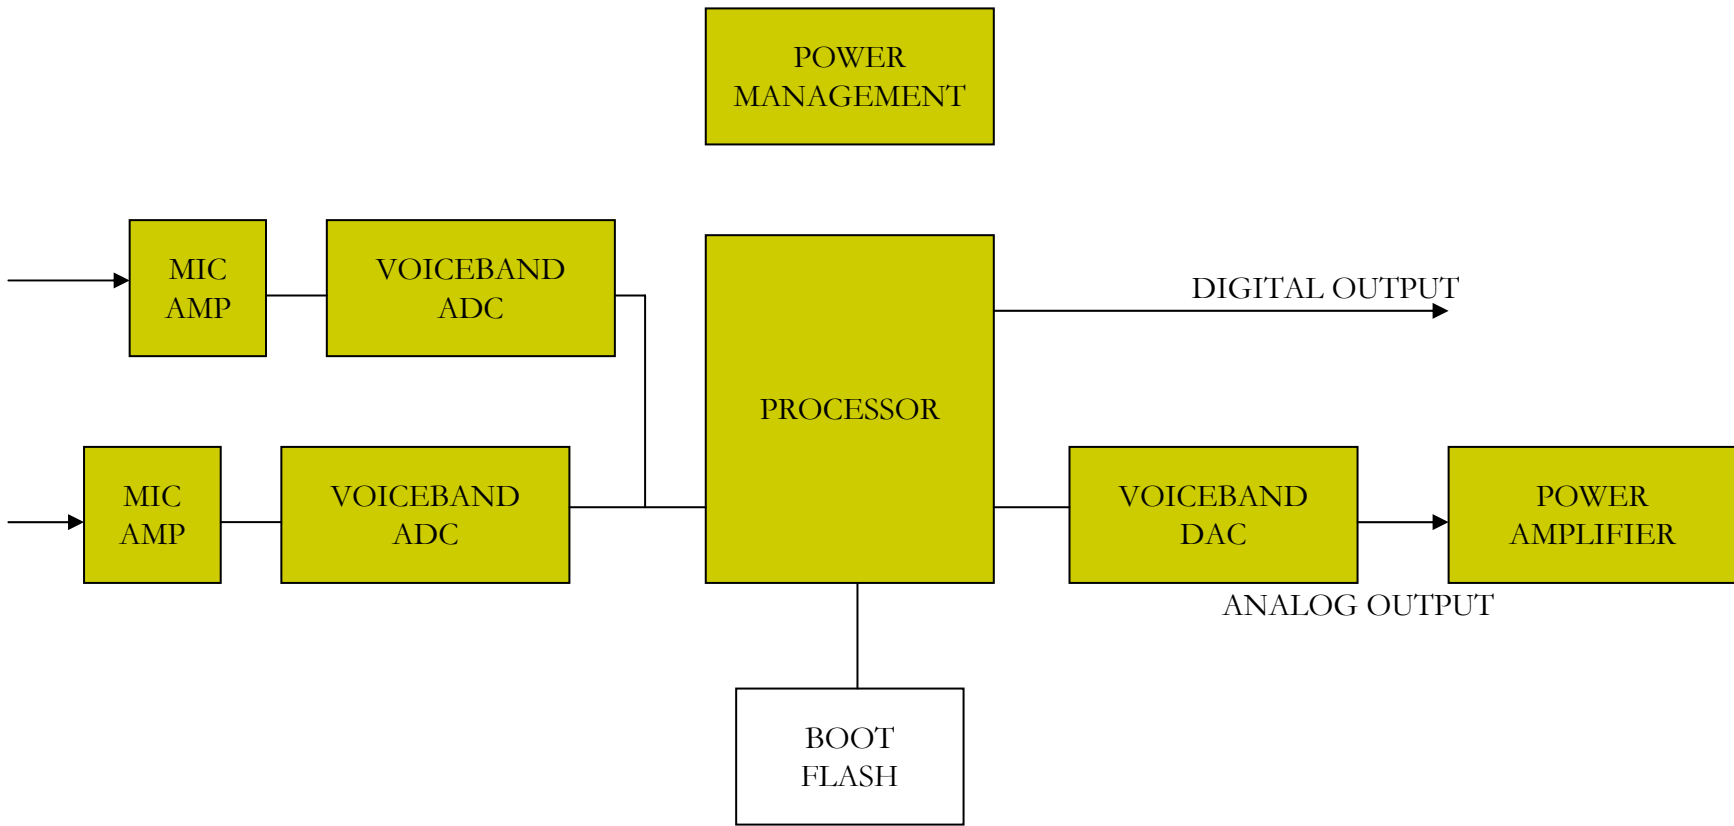 POWER
MANAGEMENT
MIC
AMP
VOICEBAND
ADC
DIGITAL OUTPUT
PROCESSOR
MIC
AMP
VOICEBAND
ADC
VOICEBAND
DAC
POWER
AMPLIFIER
ANALOG OUTPUT
BOOT
FLASH